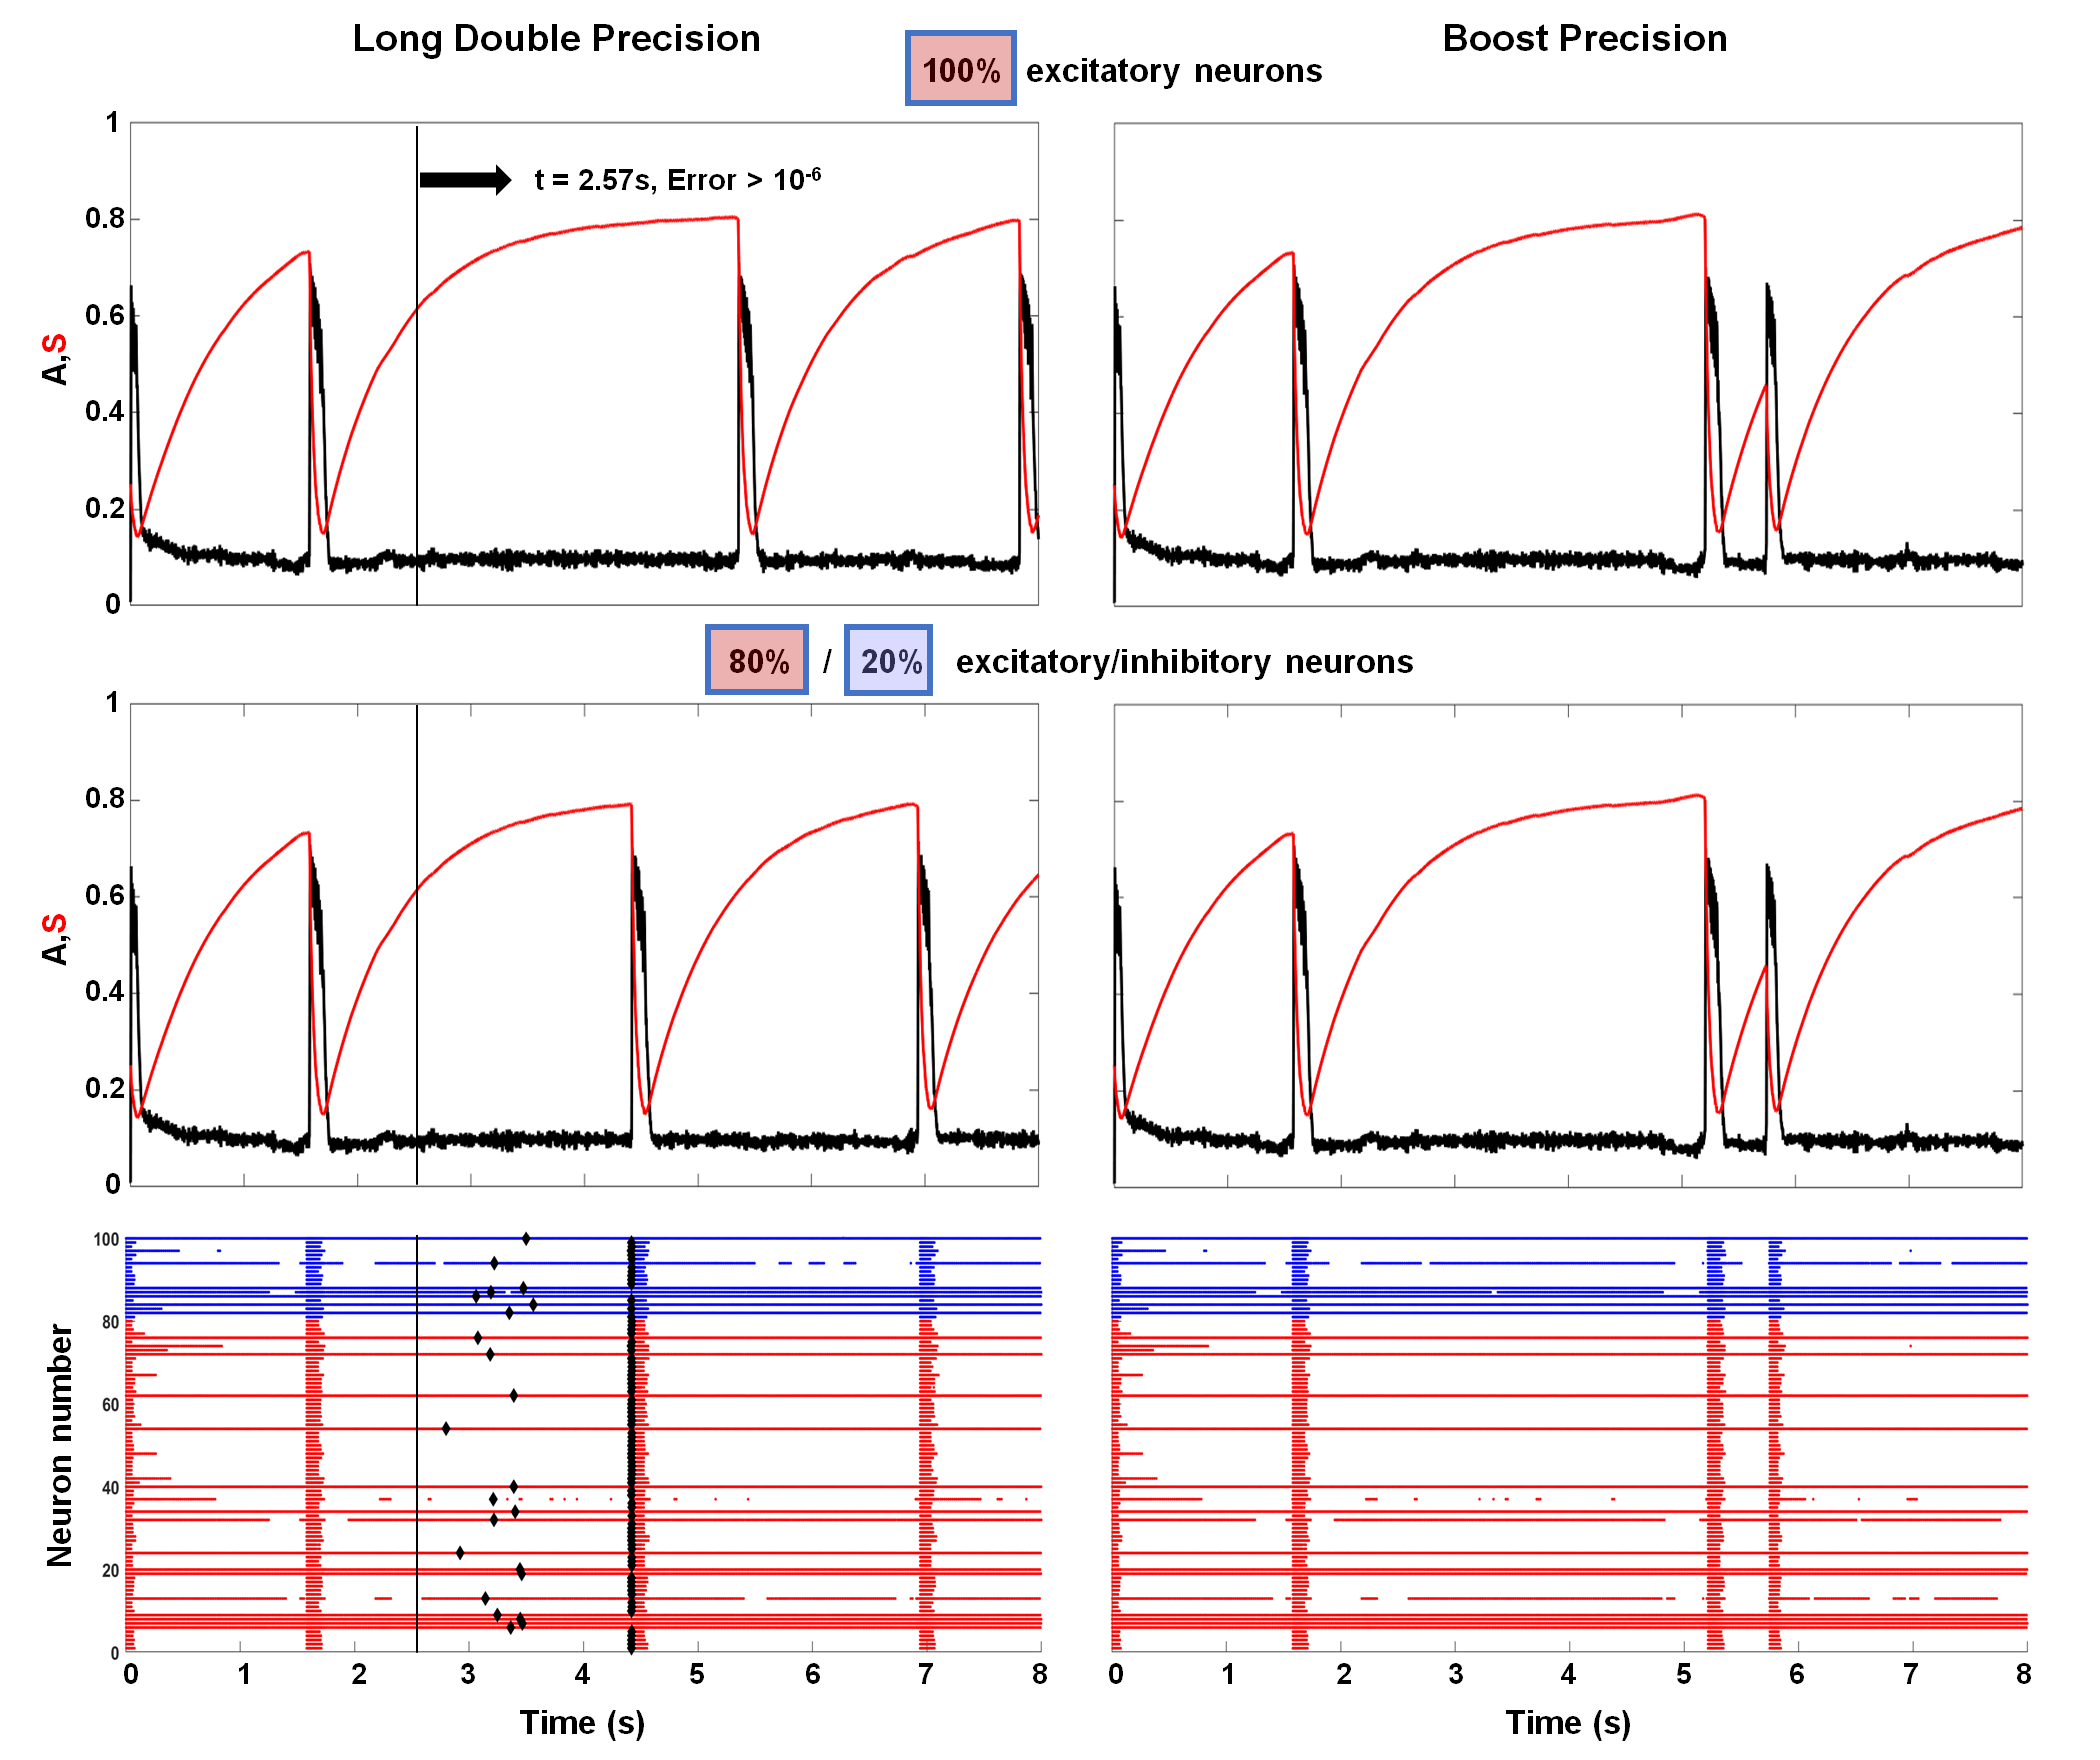 Long Double Precision
Boost Precision
100% excitatory neurons
1
0.8
0.6
0.4
0.2
0
A,S
t = 2.57s, Error > 10-6
80% / 20% excitatory/inhibitory neurons
1
0.8
0.6
0.4
0.2
0
A,S
100
80
60
40
20
0
Neuron number
0 1 2 3 4 5 6 7 8
Time (s)
0 1 2 3 4 5 6 7 8
Time (s)